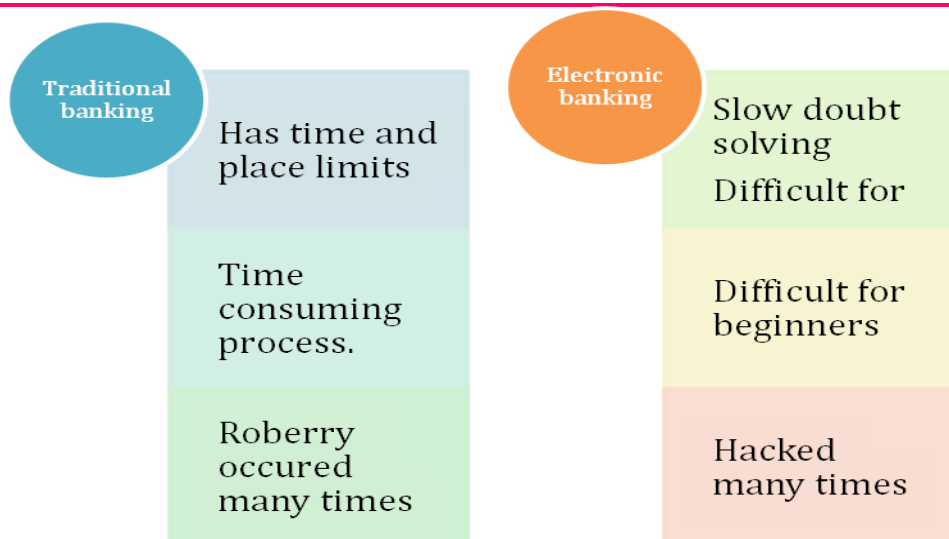 Traditional
banking
Has time and
place limits
Time
consuming
process.
Roberry
occured
many times
Electronic
banking
Slow doubt
solving
Difficult for
Difficult for
beginners
Hacked
many times